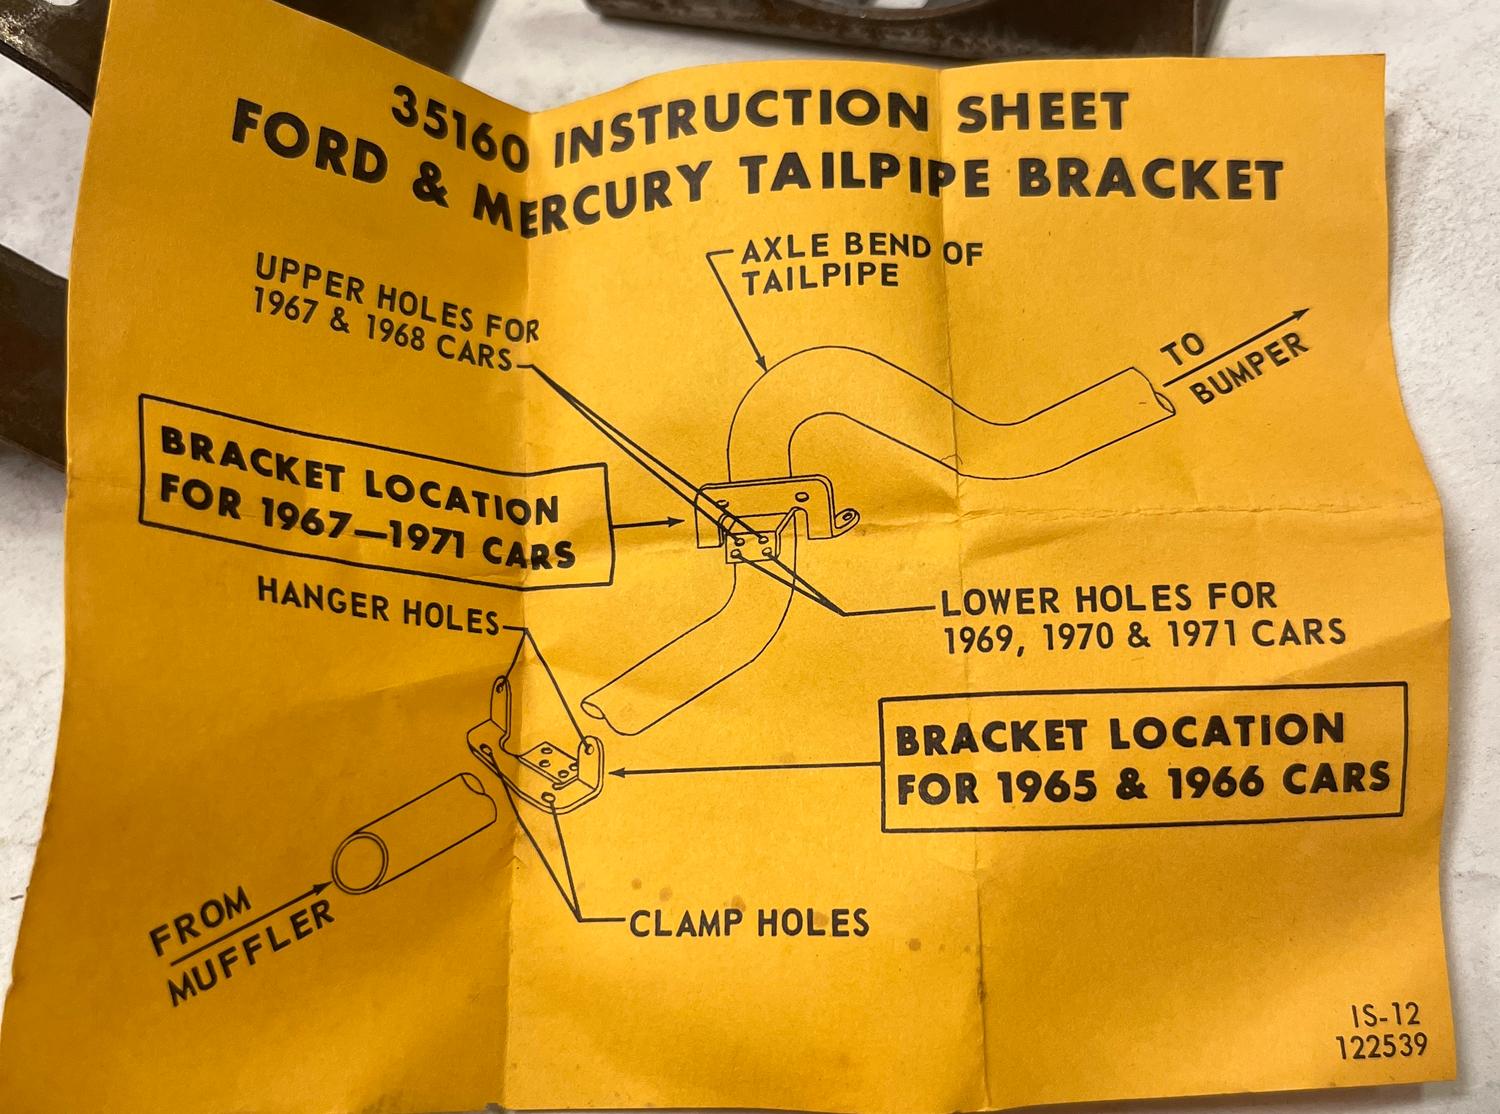 35160 INSTRUCTION SHEET
FORD & MERCURY TAILPIPE BRACKET
AXLE BEND OF
TAILPIPE
UPPER HOLES FOR
1967 & 1968 CARS
TO
BUMPER
BRACKET LOCATION
FOR 1967—1971 CARS
HANGER HOLES
LOWER HOLES FOR
1969, 1970 & 1971 CARS
BRACKET LOCATION
FOR 1965 & 1966 CARS
FROM
MUFFLER
CLAMP HOLES
IS-12
122539